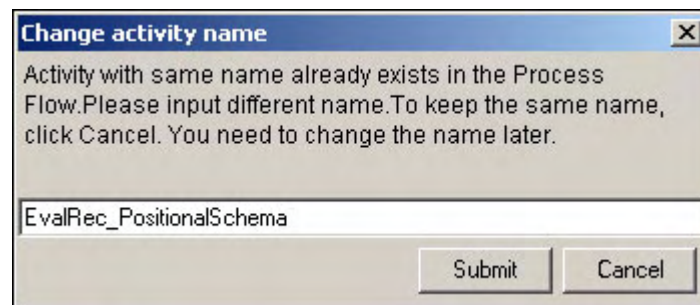 Change activity name
Activity with same name already exists in the Process
Flow.Please input different name.To keep the same name,
click Cancel. You need to change the name later.
EvalRec_PositionalSchema
Submit Cancel